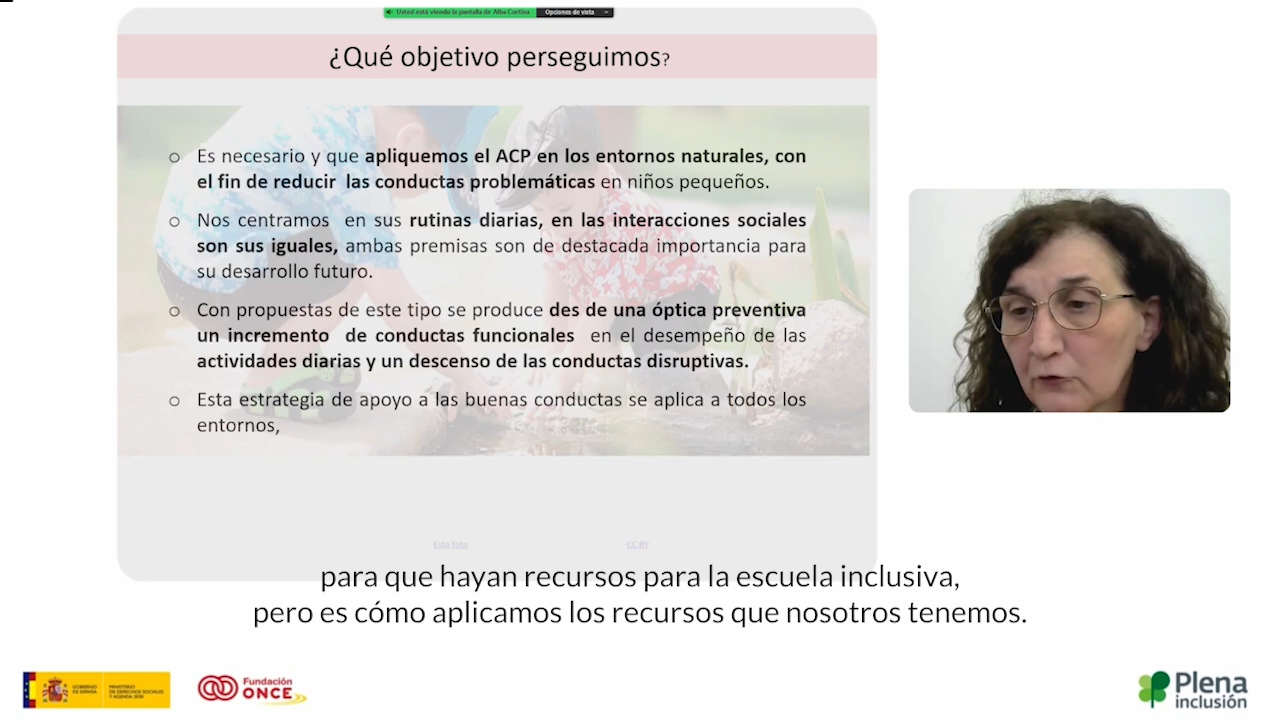 Usted está viendo la pantalla de Alba Cortina
Opciones de vista
¿Qué objetivo perseguimos?
o Es necesario y que apliquemos el ACP en los entornos naturales, con
el fin de reducir las conductas problemáticas en niños pequeños.
o Nos centramos en sus rutinas diarias, en las interacciones sociales
son sus iguales, ambas premisas son de destacada importancia para
su desarrollo futuro.
o Con propuestas de este tipo se produce des de una óptica preventiva
un incremento de conductas funcionales en el desempeño de las
actividades diarias y un descenso de las conductas disruptivas.
o Esta estrategia de apoyo a las buenas conductas se aplica a todos los
entornos,
Esta foto
CC BY
para que hayan recursos para la escuela inclusiva,
pero es cómo aplicamos los recursos que nosotros tenemos.
GOBIERNO
DE ESPAÑA
MINISTERIO
DE DERECHOS SOCIALES
Y AGENDA 2030
Fundación
ONCE
Plena
inclusión